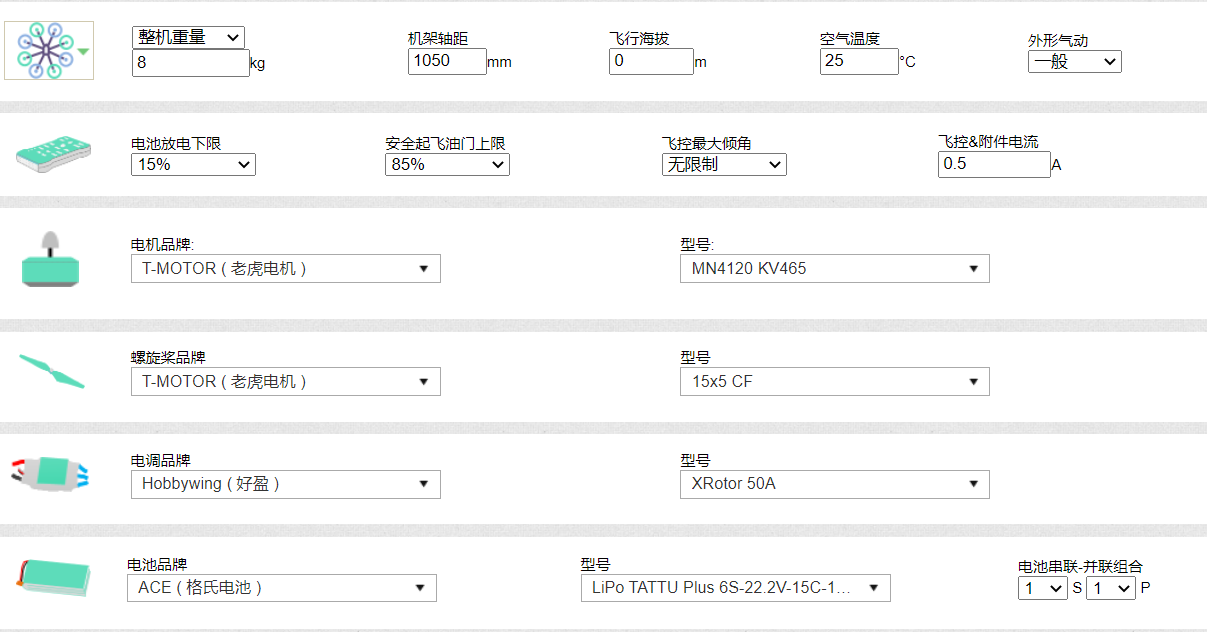 整机重量
8 kg
机架轴距
1050 mm
飞行海拔
0 m
空气温度
25 °C
外形气动
一般
电池放电下限
15%
安全起飞油门上限
85%
飞控最大倾角
无限制
飞控&附件电流
0.5 A
电机品牌:
T-MOTOR ( 老虎电机 )
型号:
MN4120 KV465
螺旋桨品牌
T-MOTOR ( 老虎电机 )
型号
15x5 CF
电调品牌
Hobbywing ( 好盈 )
型号
XRotor 50A
电池品牌
ACE ( 格氏电池 )
型号
LiPo TATTU Plus 6S-22.2V-15C-1...
电池串联-并联组合
1 S 1 P